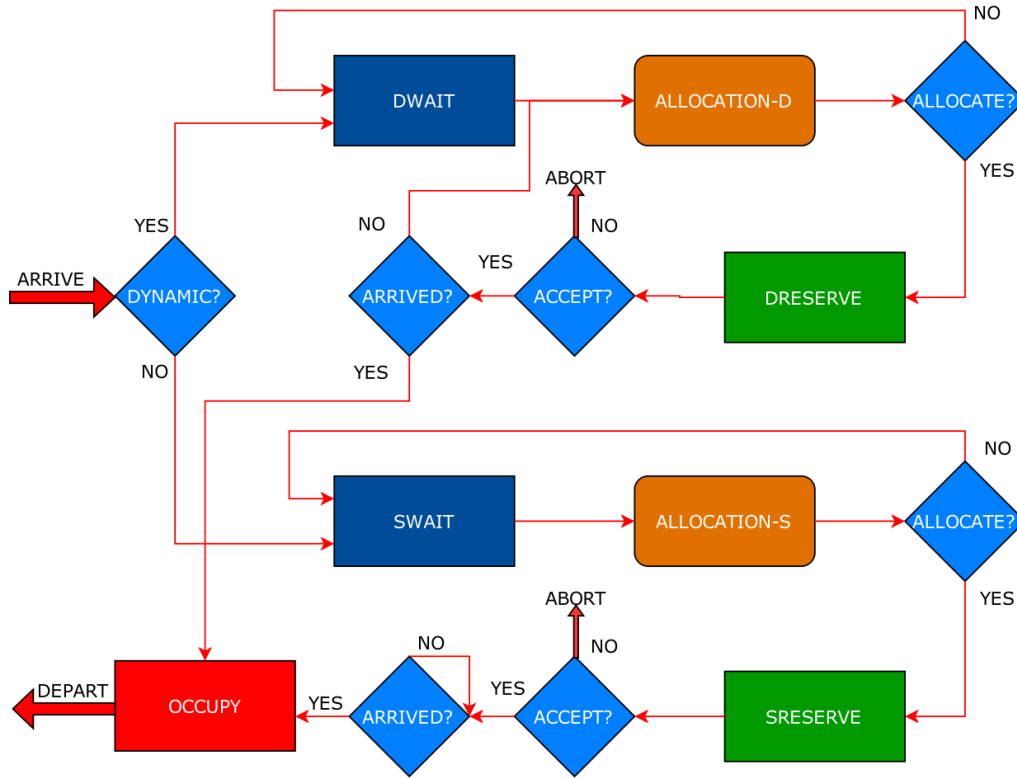 NO
DWAIT
ALLOCATION-D
ALLOCATE?
YES
ABORT
YES
NO
NO
ARRIVE
YES
DYNAMIC?
ARRIVED?
ACCEPT?
DRESERVE
NO
YES
NO
SWAIT
ALLOCATION-S
ALLOCATE?
YES
ABORT
NO
NO
DEPART
OCCUPY
YES
ARRIVED?
YES
ACCEPT?
SRESERVE